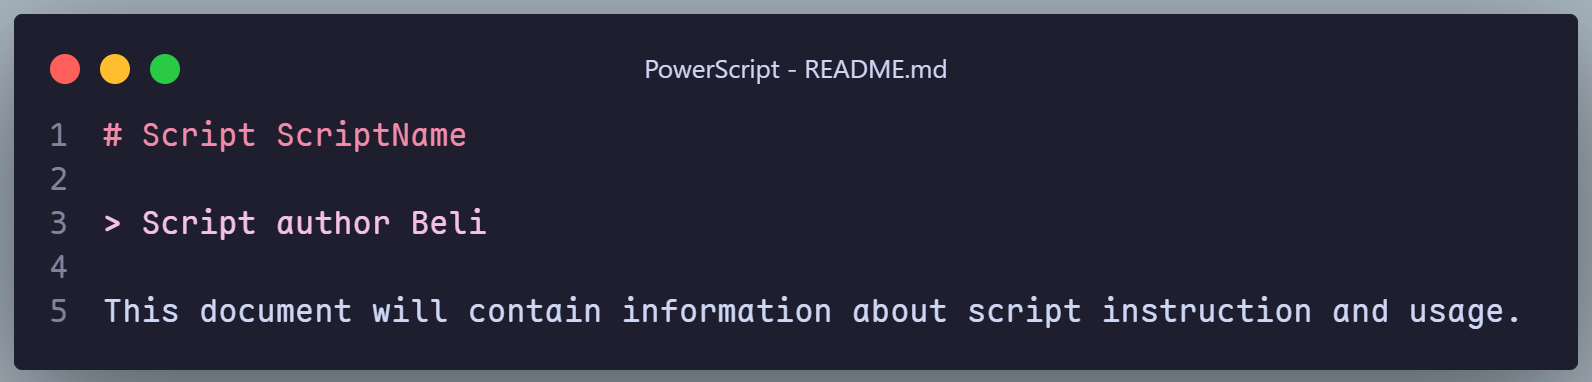 PowerScript - README.md
1 # Script ScriptName
2
3 > Script author Beli
4
5 This document will contain information about script instruction and usage.